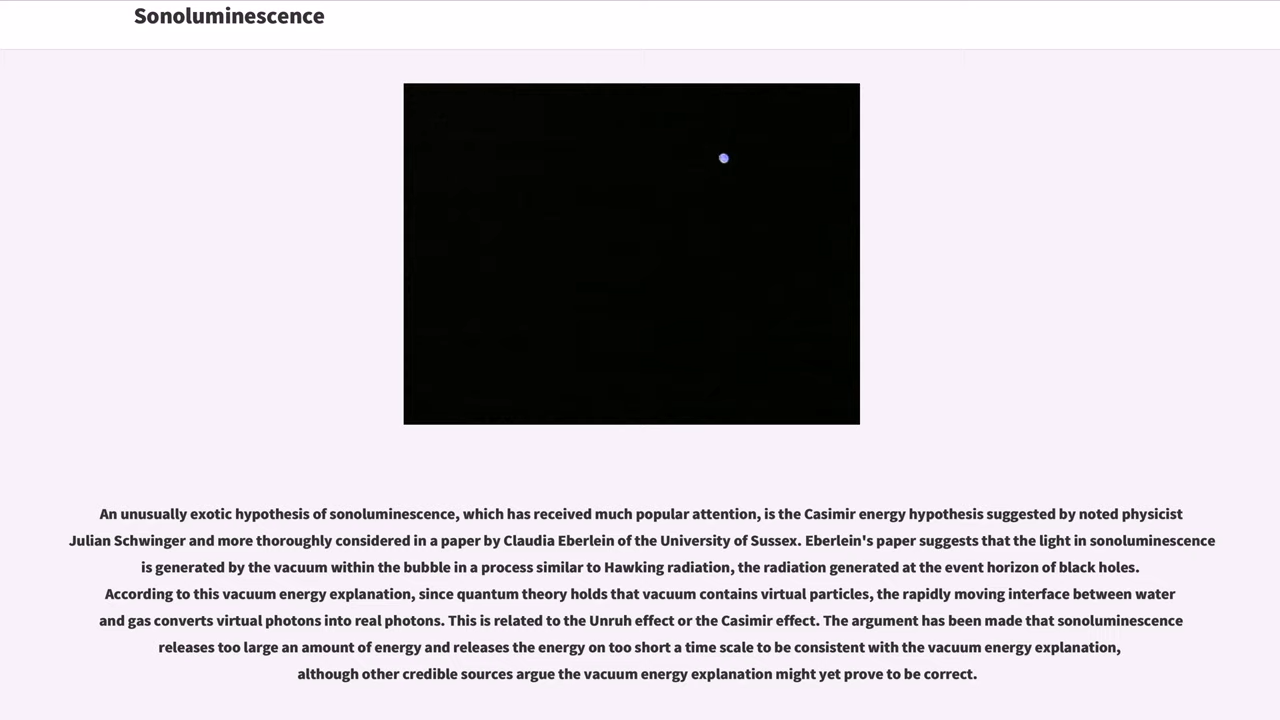 Sonoluminescence
An unusually exotic hypothesis of sonoluminescence, which has received much popular attention, is the Casimir energy hypothesis suggested by noted physicist
Julian Schwinger and more thoroughly considered in a paper by Claudia Eberlein of the University of Sussex. Eberlein's paper suggests that the light in sonoluminescence
is generated by the vacuum within the bubble in a process similar to Hawking radiation, the radiation generated at the event horizon of black holes.
According to this vacuum energy explanation, since quantum theory holds that vacuum contains virtual particles, the rapidly moving interface between water
and gas converts virtual photons into real photons. This is related to the Unruh effect or the Casimir effect. The argument has been made that sonoluminescence
releases too large an amount of energy and releases the energy on too short a time scale to be consistent with the vacuum energy explanation,
although other credible sources argue the vacuum energy explanation might yet prove to be correct.